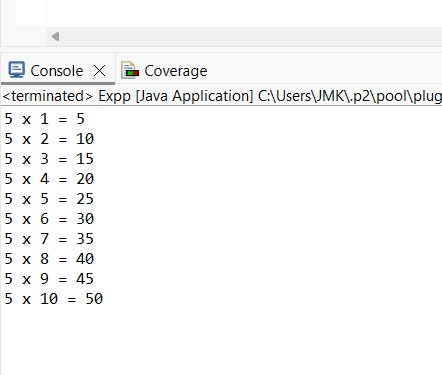 Console Coverage
<terminated> Expp [Java Application] C:\Users\JMK\.p2\pool\plug
5 x 1 = 5
5 x 2 = 10
5 x 3 = 15
5 x 4 = 20
5 x 5 = 25
5 x 6 = 30
5 x 7 = 35
5 x 8 = 40
5 x 9 = 45
5 x 10 = 50